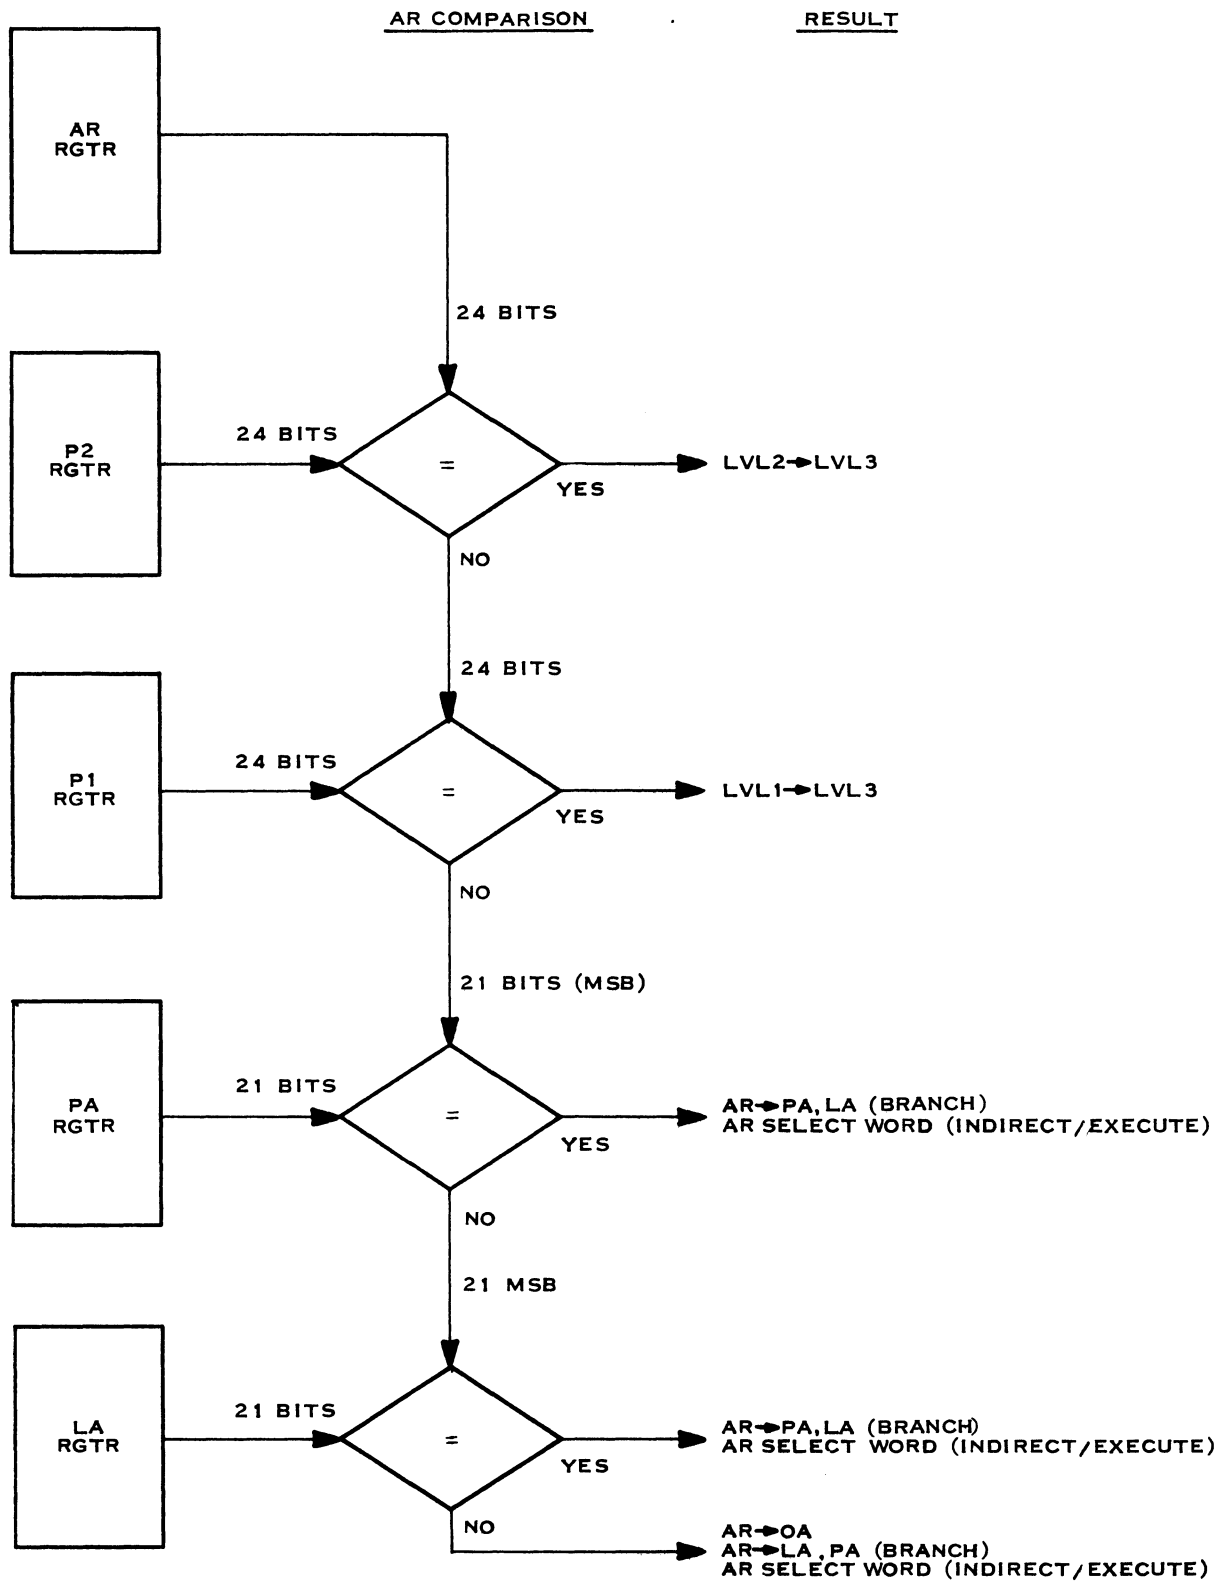 AR COMPARISON
RESULT
AR
RGTR
24 BITS
P2
RGTR
24 BITS
=
YES
LVL2→LVL3
NO
24 BITS
P1
RGTR
24 BITS
=
YES
LVL1→LVL3
NO
21 BITS (MSB)
PA
RGTR
21 BITS
=
YES
AR→PA, LA (BRANCH)
AR SELECT WORD (INDIRECT/EXECUTE)
NO
21 MSB
LA
RGTR
21 BITS
=
YES
AR→PA, LA (BRANCH)
AR SELECT WORD (INDIRECT/EXECUTE)
NO
AR→OA
AR→LA, PA (BRANCH)
AR SELECT WORD (INDIRECT/EXECUTE)